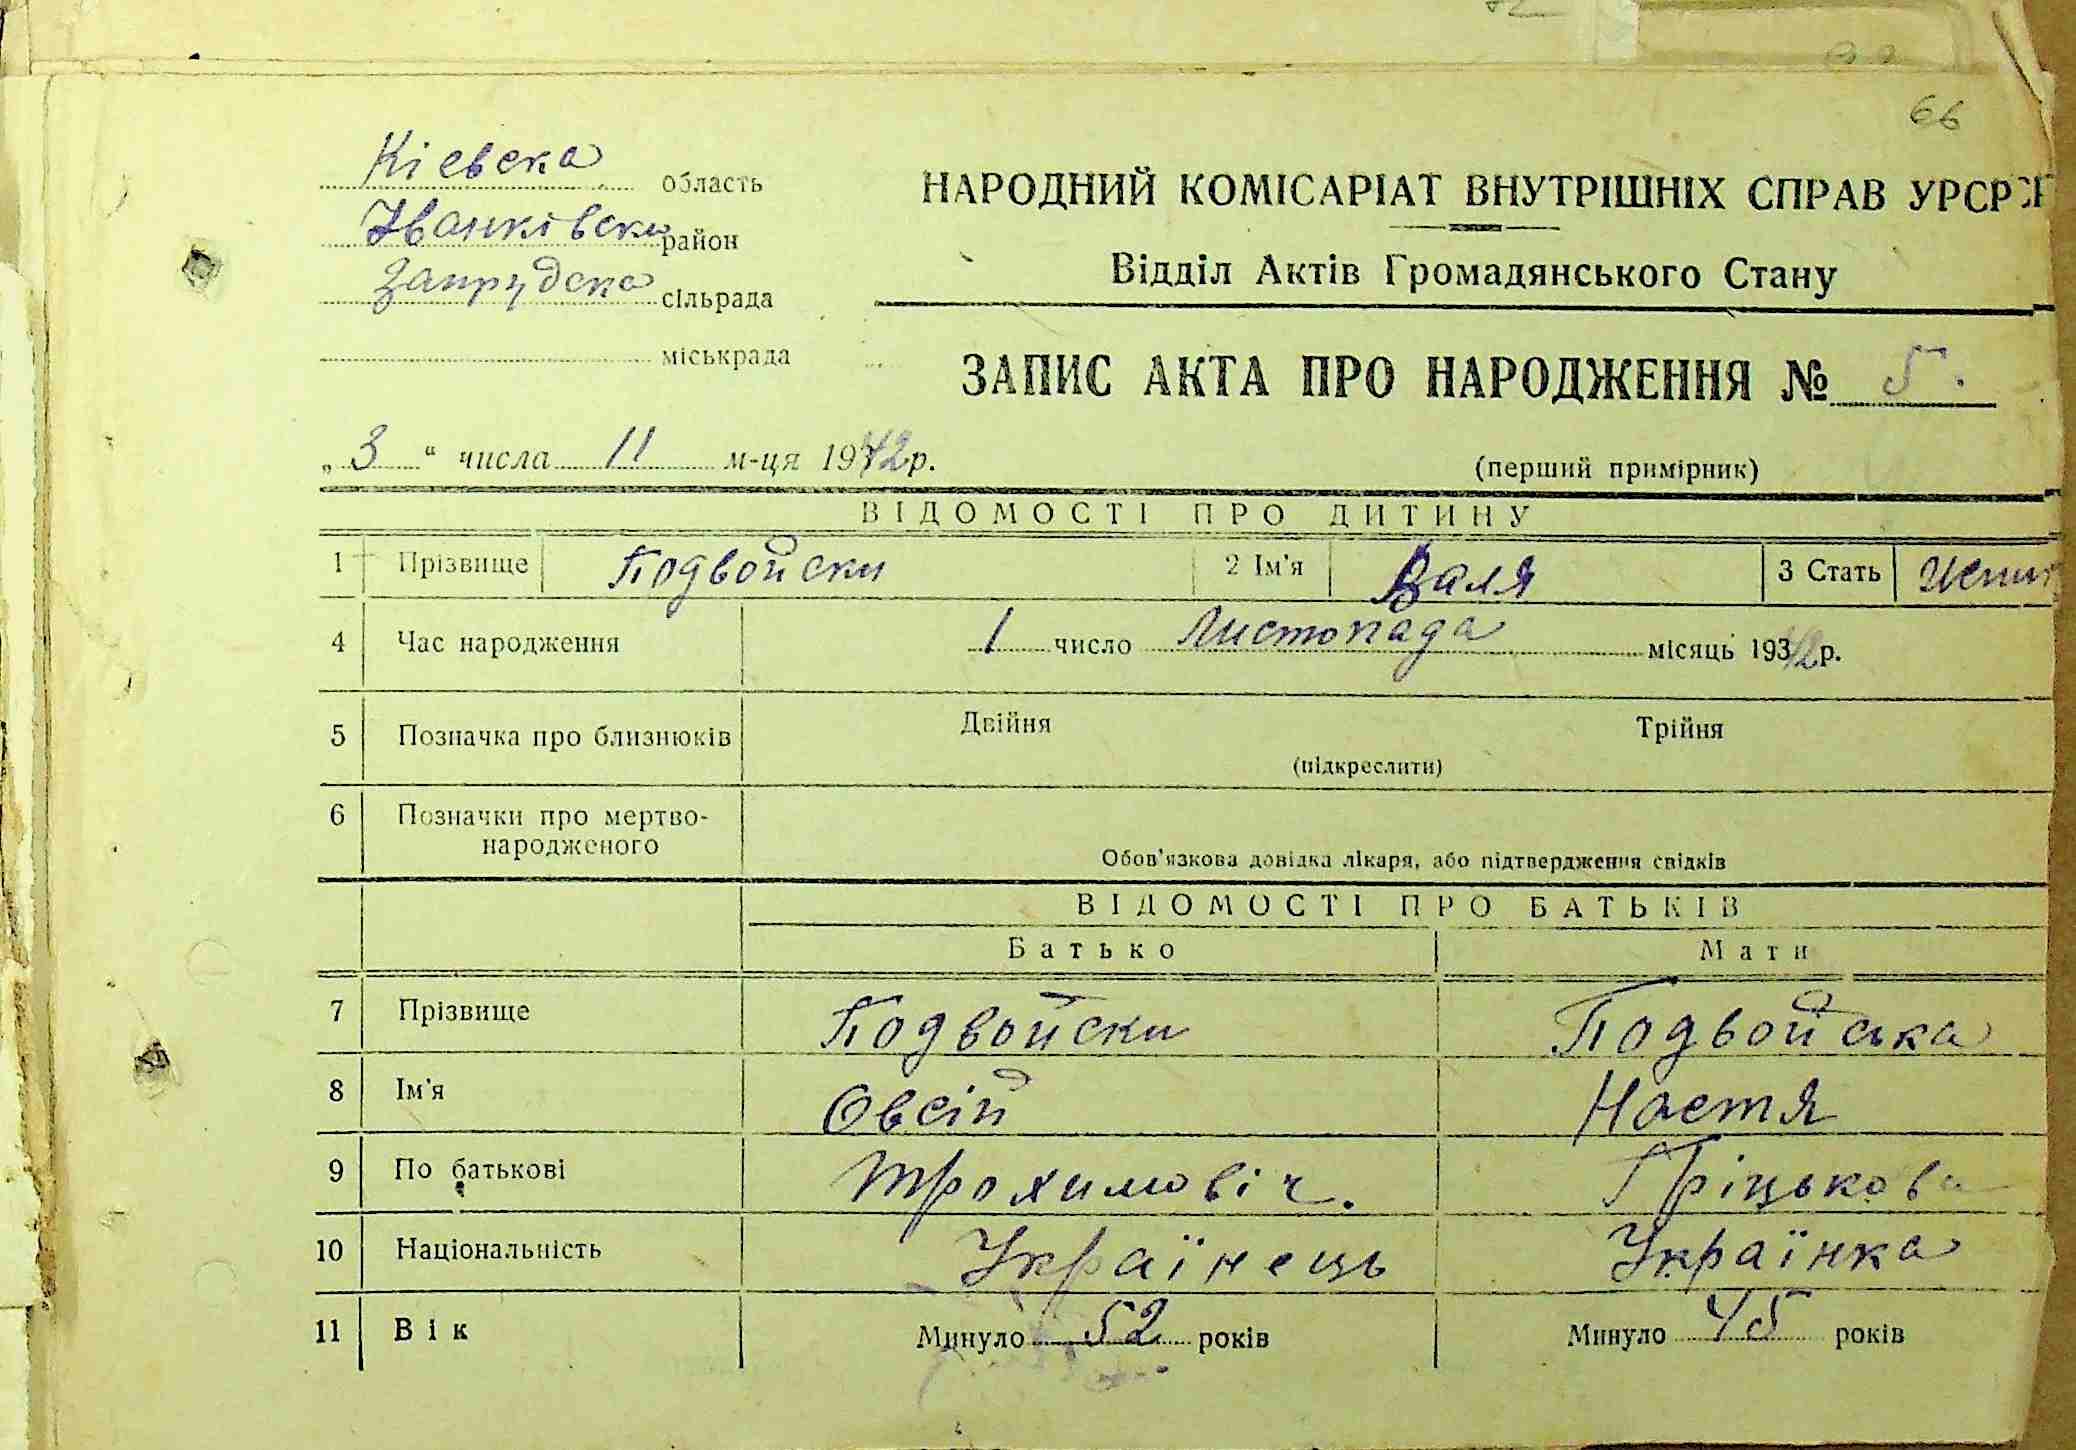 66
Кіевска область
Іванківски район
Запрудска сільрада
міськрада
НАРОДНИЙ КОМІСАРІАТ ВНУТРІШНІХ СПРАВ УРСР
Відділ Актів Громадянського Стану
ЗАПИС АКТА ПРО НАРОДЖЕННЯ № 5.
„3“ числа 11 м-ця 1942р.
(перший примірник)
ВІДОМОСТІ ПРО ДИТИНУ
1 Прізвище Подвойски 2 Ім'я Валя 3 Стать
4 Час народження 1 число Листопада місяць 1942р.
5 Позначка про близнюків Двійня Трійня
(підкреслити)
6 Позначки про мертво-
народженого
Обов'язкова довідка лікаря, або підтвердження свідків
ВІДОМОСТІ ПРО БАТЬКІВ
Батько Мати
7 Прізвище Подвойски Подвойська
8 Ім'я Овсій Настя
9 По батькові Трохимовіч. Гріцькова
10 Національність Українець Українка
11 Вік Минуло 52 років Минуло 45 років